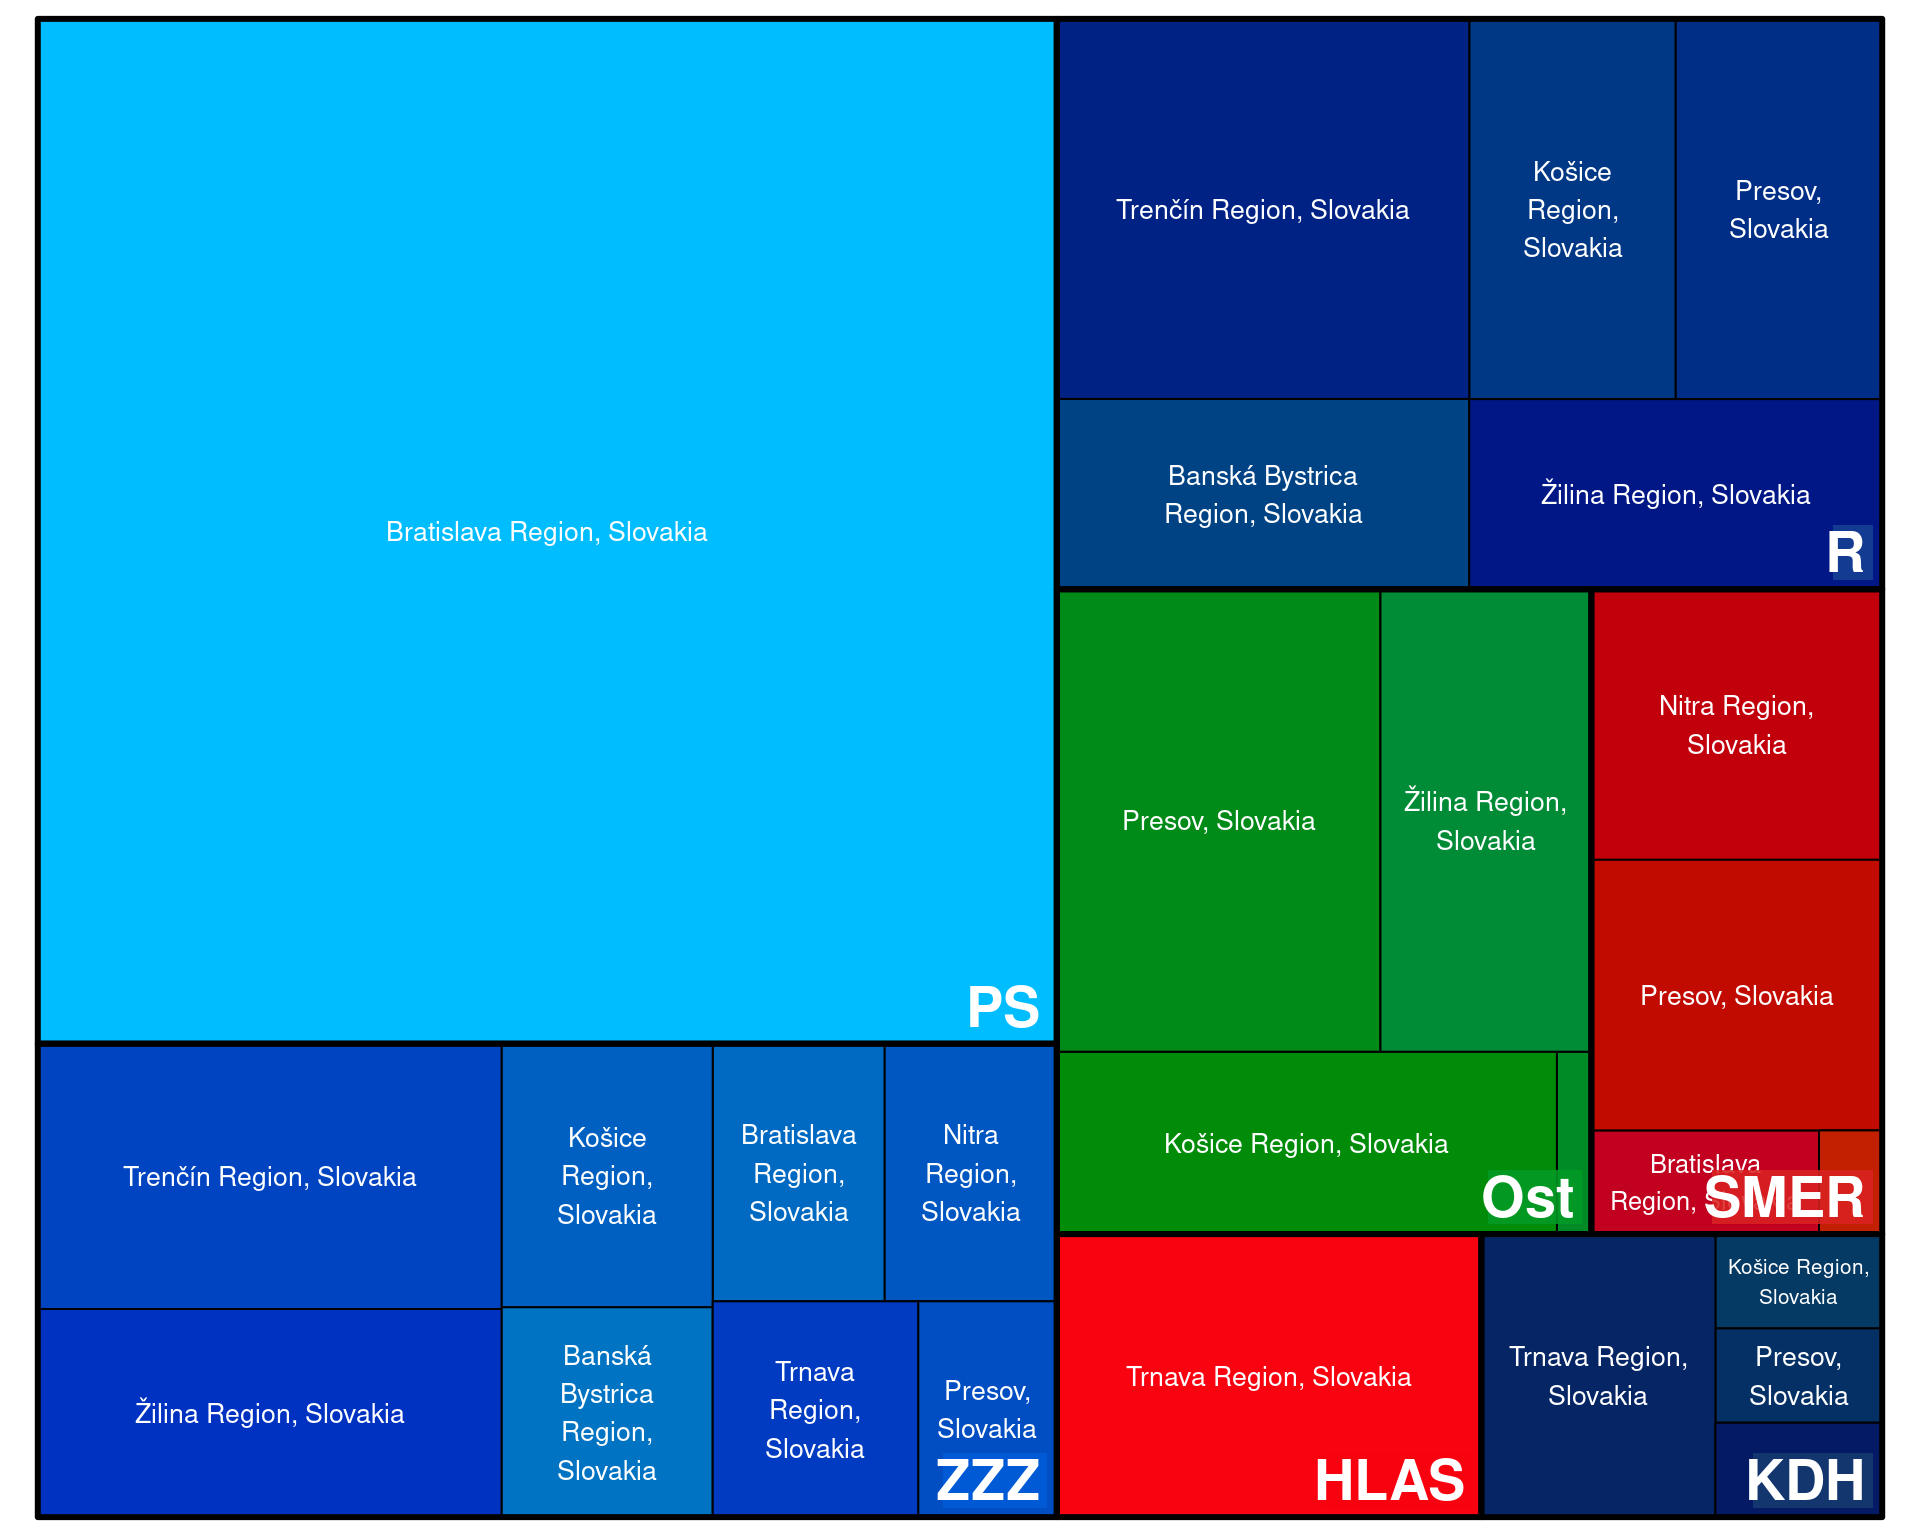 Bratislava Region, Slovakia
PS
Trenčín Region, Slovakia
Košice
Region,
Slovakia
Presov,
Slovakia
Banská Bystrica
Region, Slovakia
Žilina Region, Slovakia
R
Presov, Slovakia
Žilina Region,
Slovakia
Košice Region, Slovakia
Ost
Nitra Region,
Slovakia
Presov, Slovakia
Bratislava
Region,
SMER
Trenčín Region, Slovakia
Košice
Region,
Slovakia
Bratislava
Region,
Slovakia
Nitra
Region,
Slovakia
Žilina Region, Slovakia
Banská
Bystrica
Region,
Slovakia
Trnava
Region,
Slovakia
Presov,
Slovakia
ZZZ
Trnava Region, Slovakia
HLAS
Trnava Region,
Slovakia
Košice Region,
Slovakia
Presov,
Slovakia
KDH